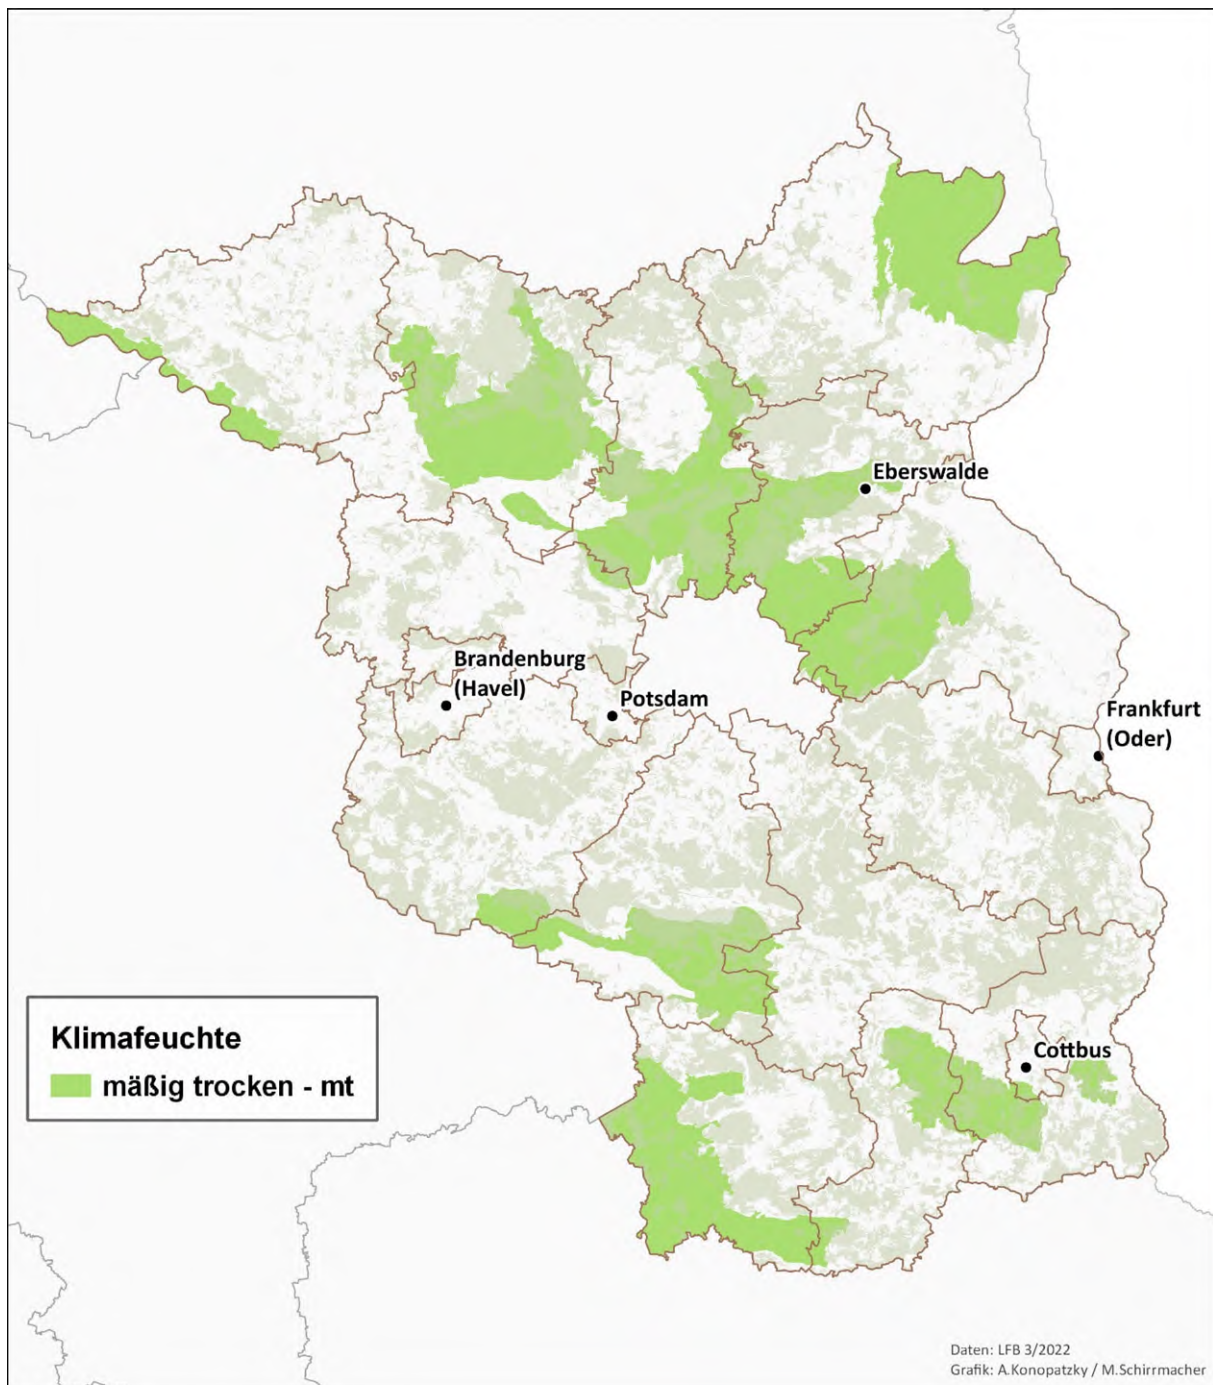 Eberswalde
Brandenburg
(Havel)
Potsdam
Frankfurt
(Oder)
Cottbus
Klimafeuchte
mäßig trocken - mt
Daten: LFB 3/2022
Grafik: A.Konopatzky / M.Schirrmacher